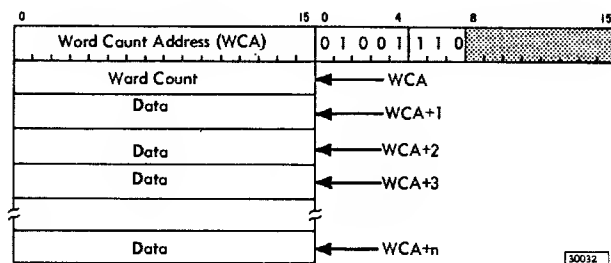 0 15 0 4 8 15
Word Count Address (WCA) 0 1 0 0 1 1 1 0
Word Count WCA
Data WCA+1
Data WCA+2
Data WCA+3
Data WCA+n
30032